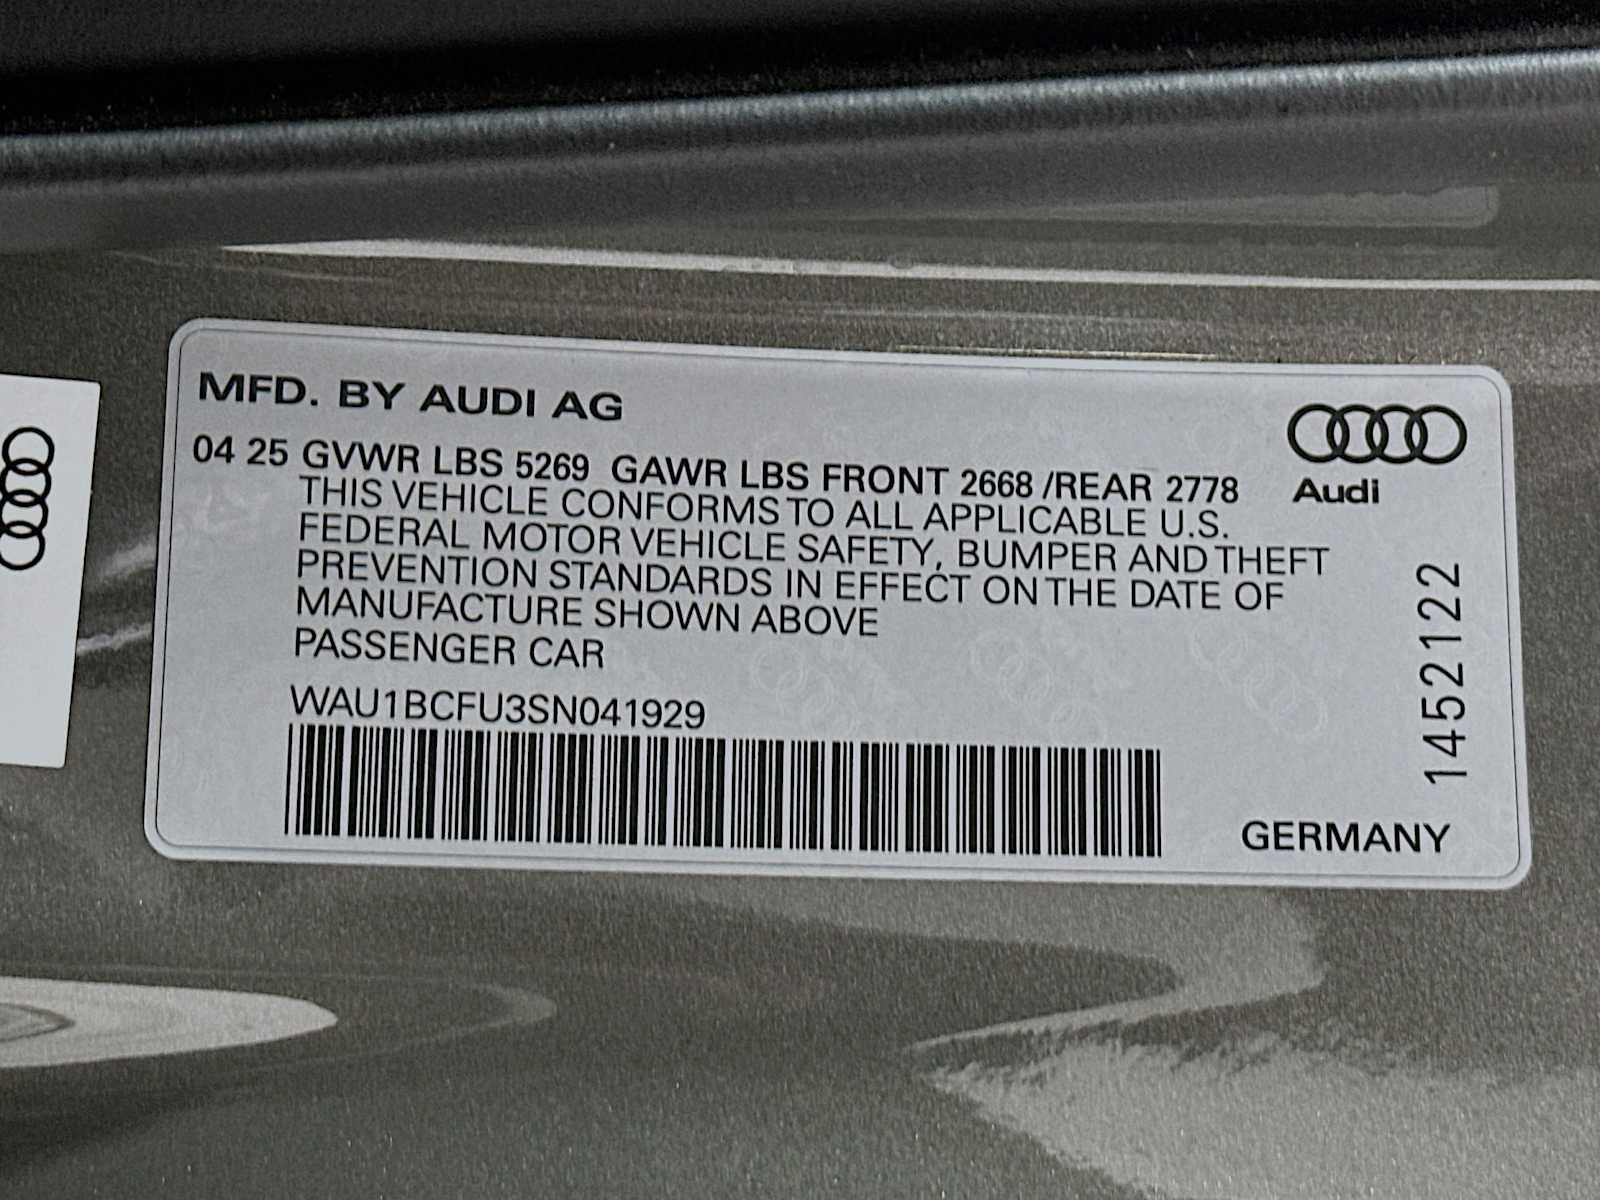 MFD. BY AUDI AG
04 25 GVWR LBS 5269 GAWR LBS FRONT 2668 /REAR 2778
THIS VEHICLE CONFORMS TO ALL APPLICABLE U.S.
FEDERAL MOTOR VEHICLE SAFETY, BUMPER AND THEFT
PREVENTION STANDARDS IN EFFECT ON THE DATE OF
MANUFACTURE SHOWN ABOVE
PASSENGER CAR
WAU1BCFU3SN041929
Audi
1452122
GERMANY